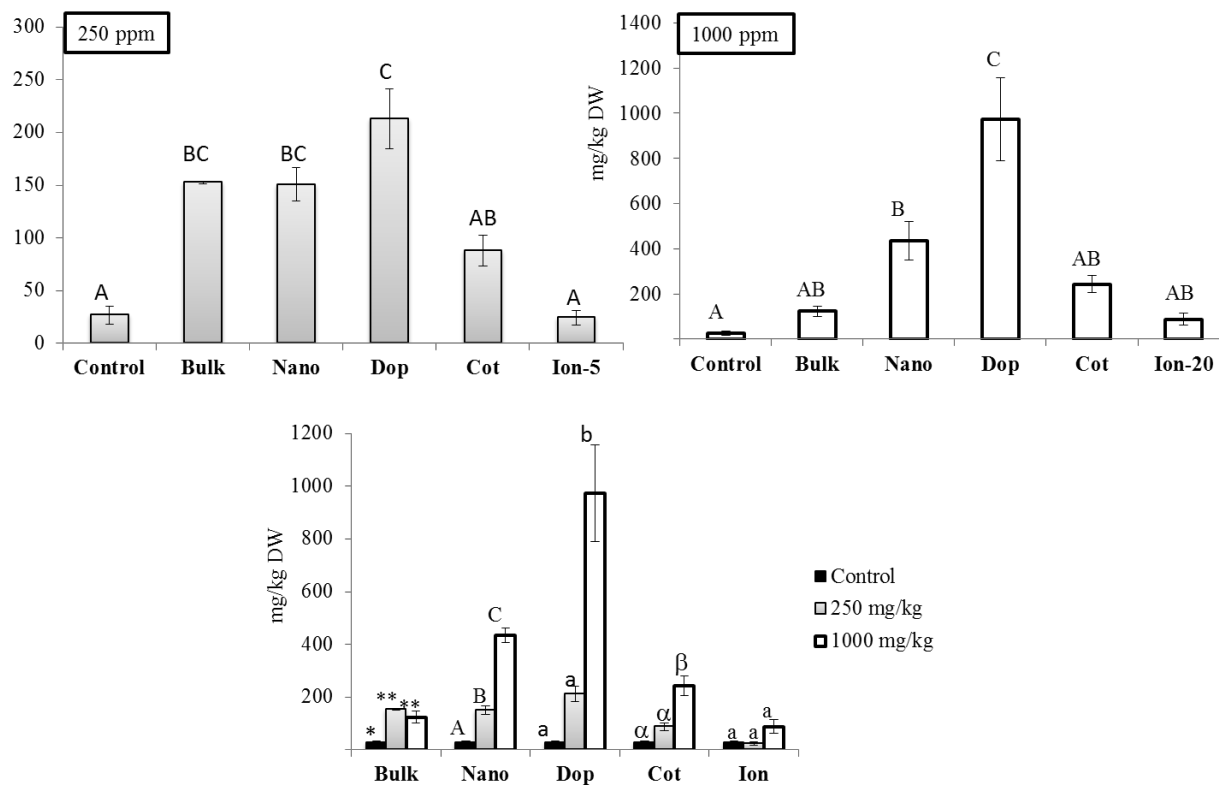 250 ppm
300
250
200
150
100
50
0
A
BC
BC
C
AB
A
Control Bulk Nano Dop Cot Ion-5
1000 ppm
mg/kg DW
1400
1200
1000
800
600
400
200
A
AB
B
C
AB
AB
Control Bulk Nano Dop Cot Ion-20
mg/kg DW
1200
1000
800
600
400
200
* ** **
A B C
a a b
α α β
a a a
Bulk Nano Dop Cot Ion
Control
250 mg/kg
1000 mg/kg